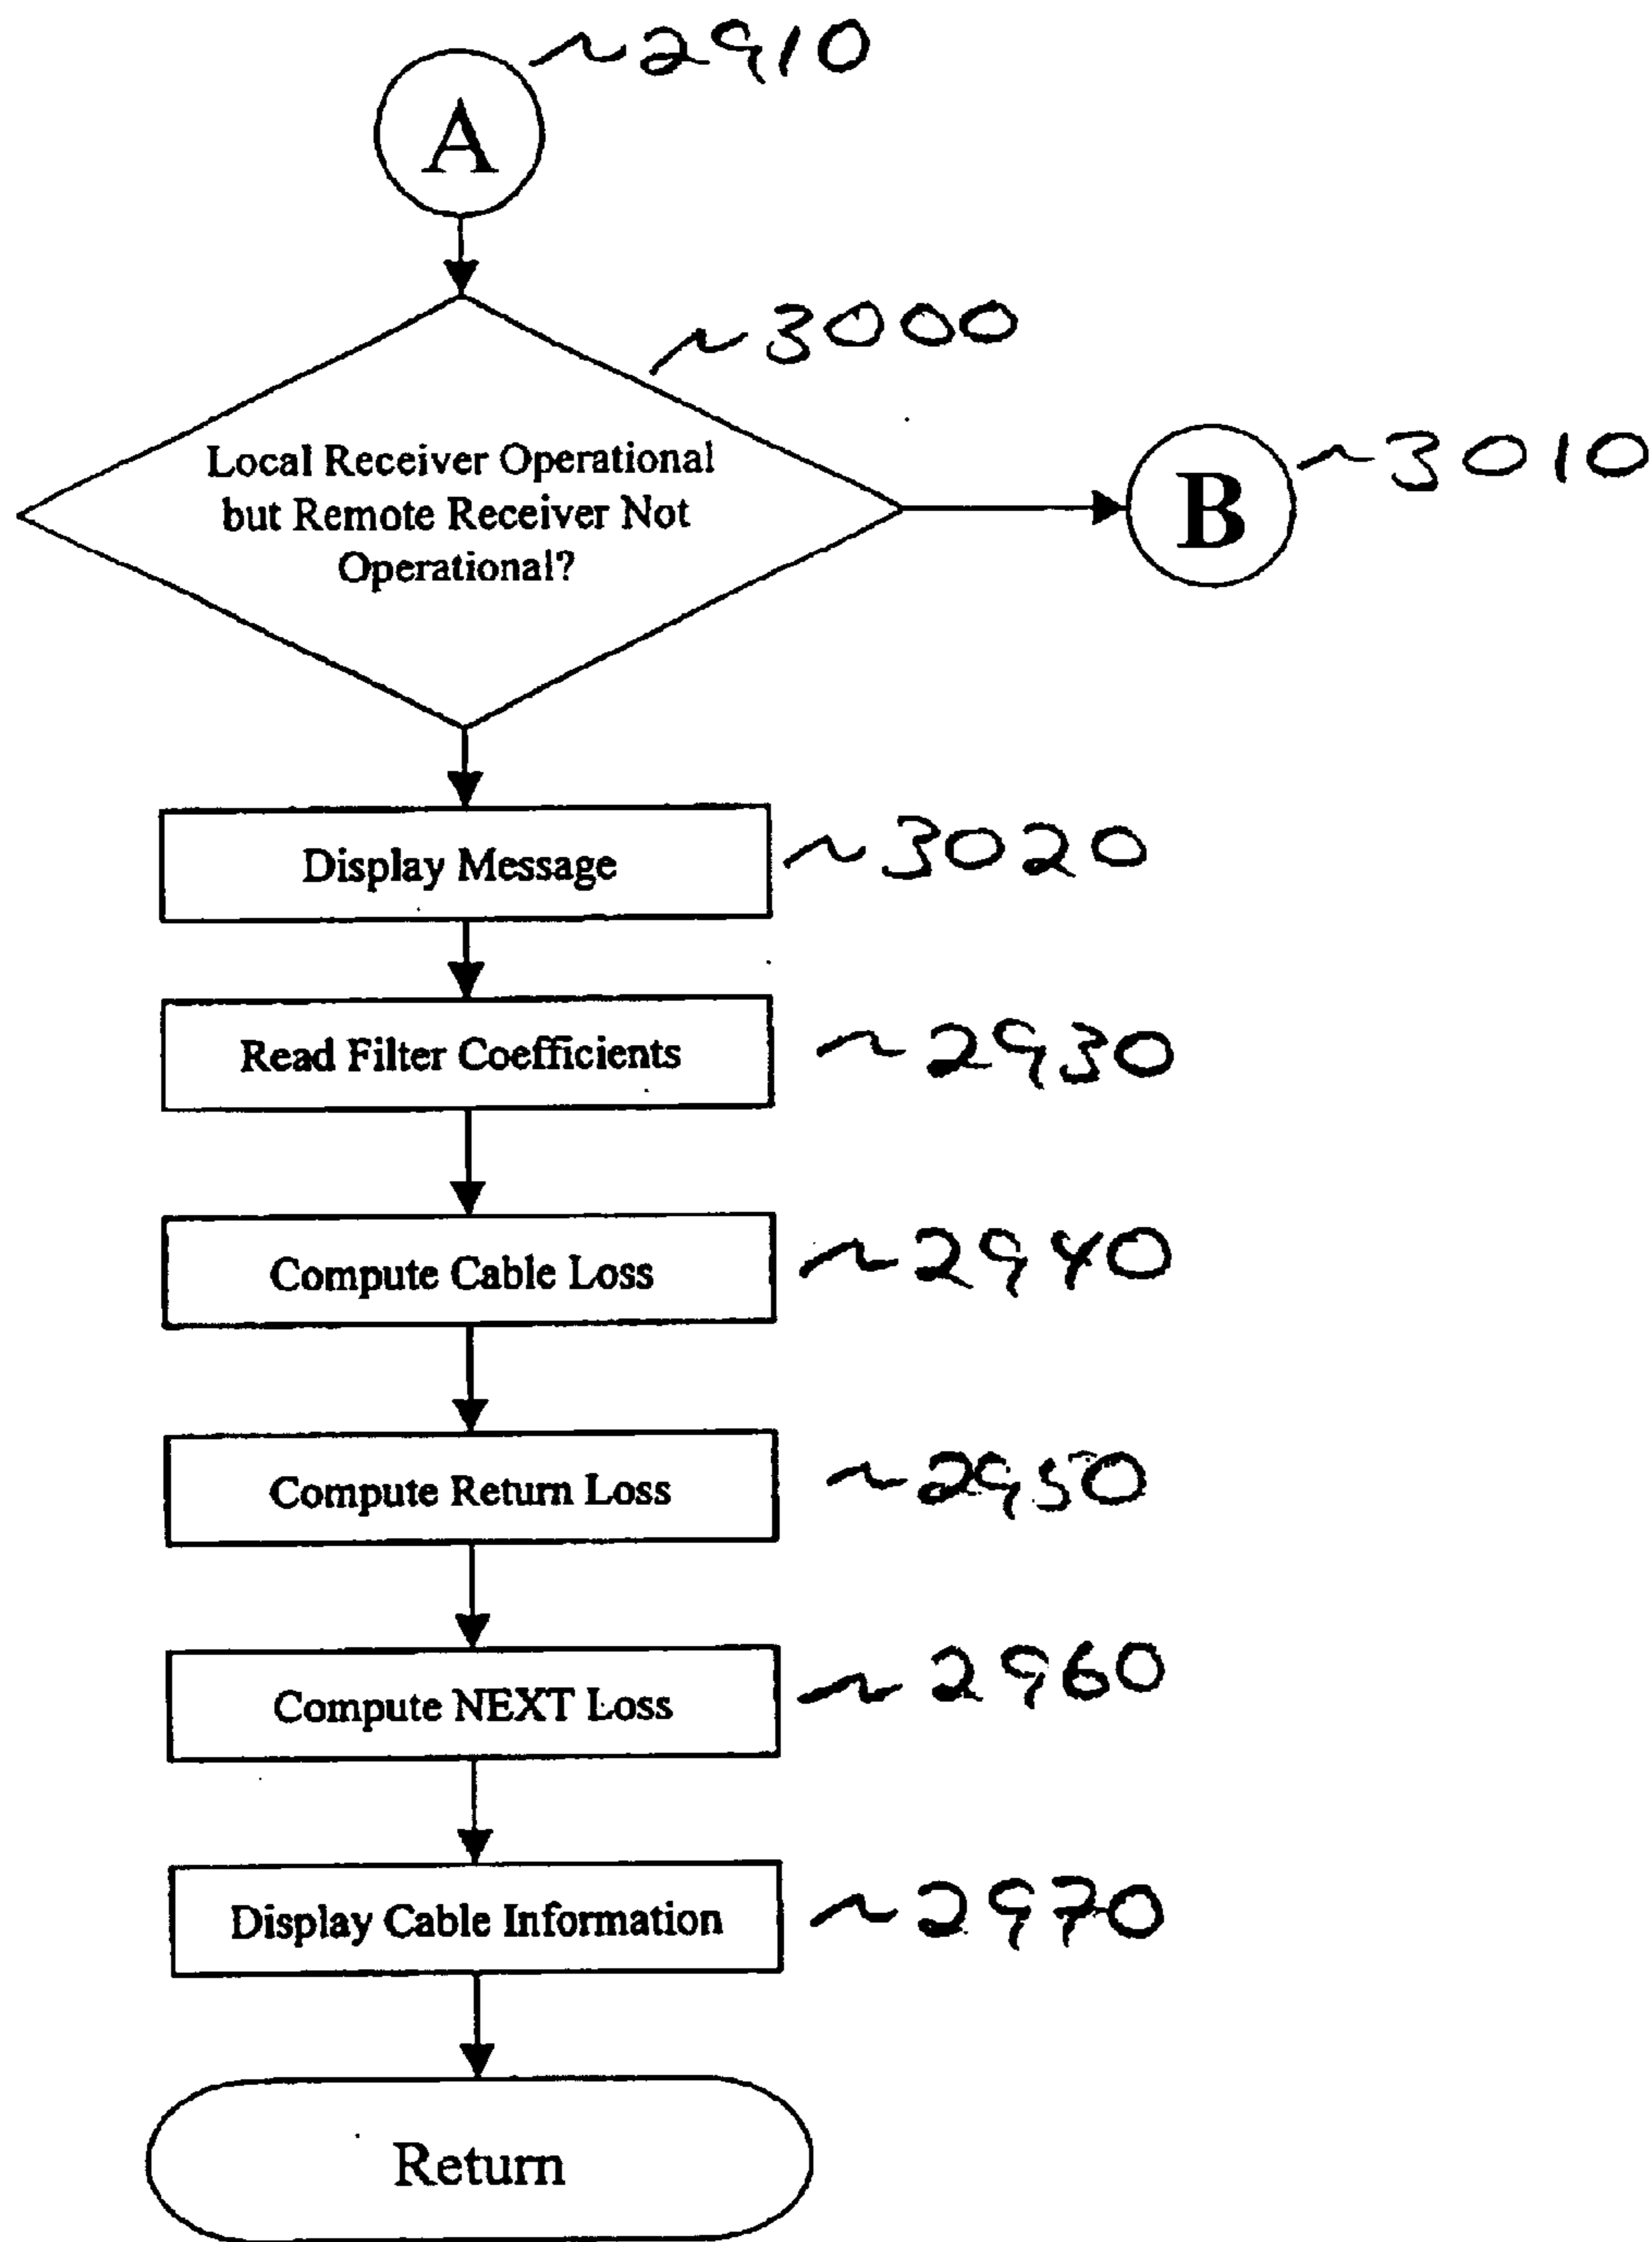 A
~2910
~3000
Local Receiver Operational
but Remote Receiver Not
Operational?
B
~3010
Display Message
~3020
Read Filter Coefficients
~2930
Compute Cable Loss
~2940
Compute Return Loss
~2950
Compute NEXT Loss
~2960
Display Cable Information
~2970
Return